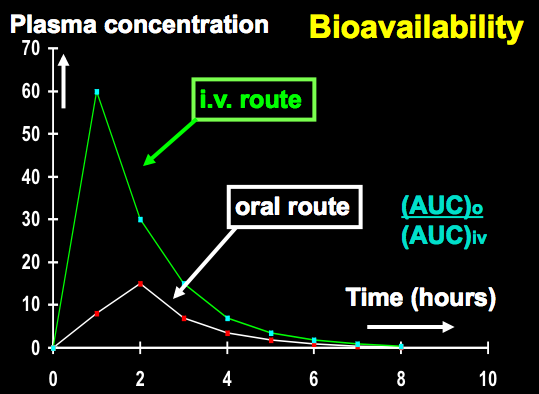 Plasma concentration
Bioavailability
70
60
50
40
30
20
10
0
i.v. route
oral route
(AUC)o
(AUC)iv
Time (hours)
0 2 4 6 8 10